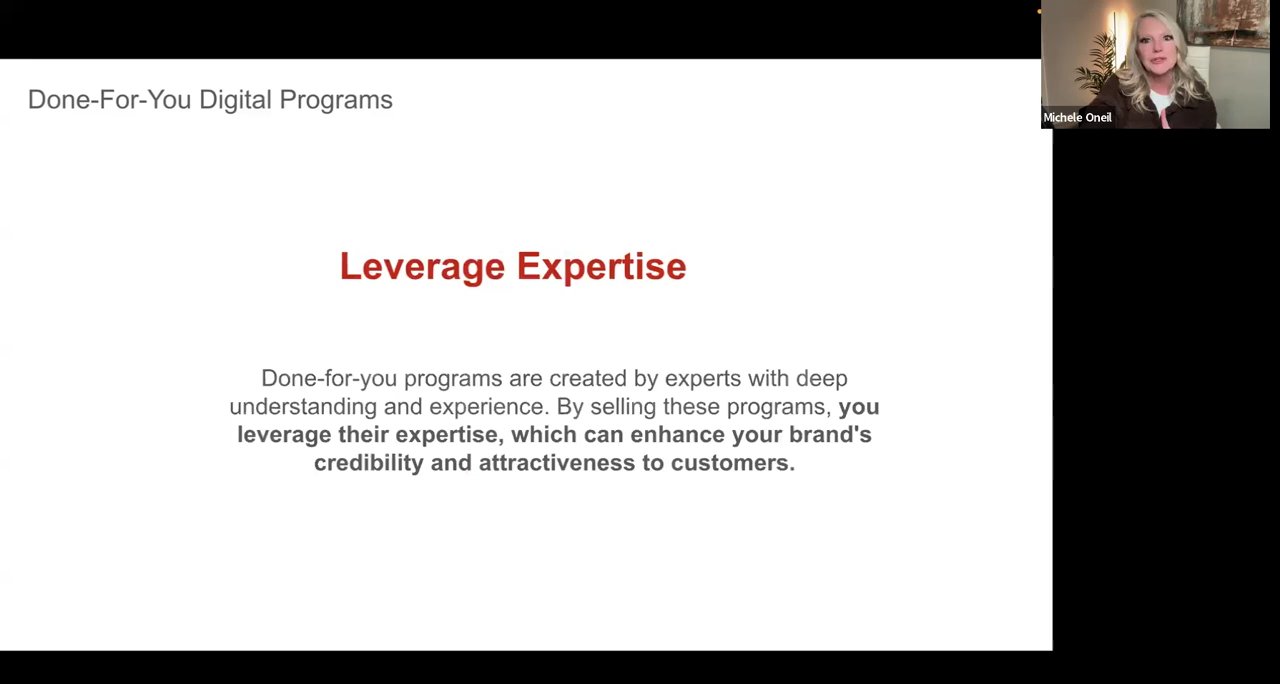 Done-For-You Digital Programs
Michele Oneil
Leverage Expertise
Done-for-you programs are created by experts with deep
understanding and experience. By selling these programs, you
leverage their expertise, which can enhance your brand's
credibility and attractiveness to customers.